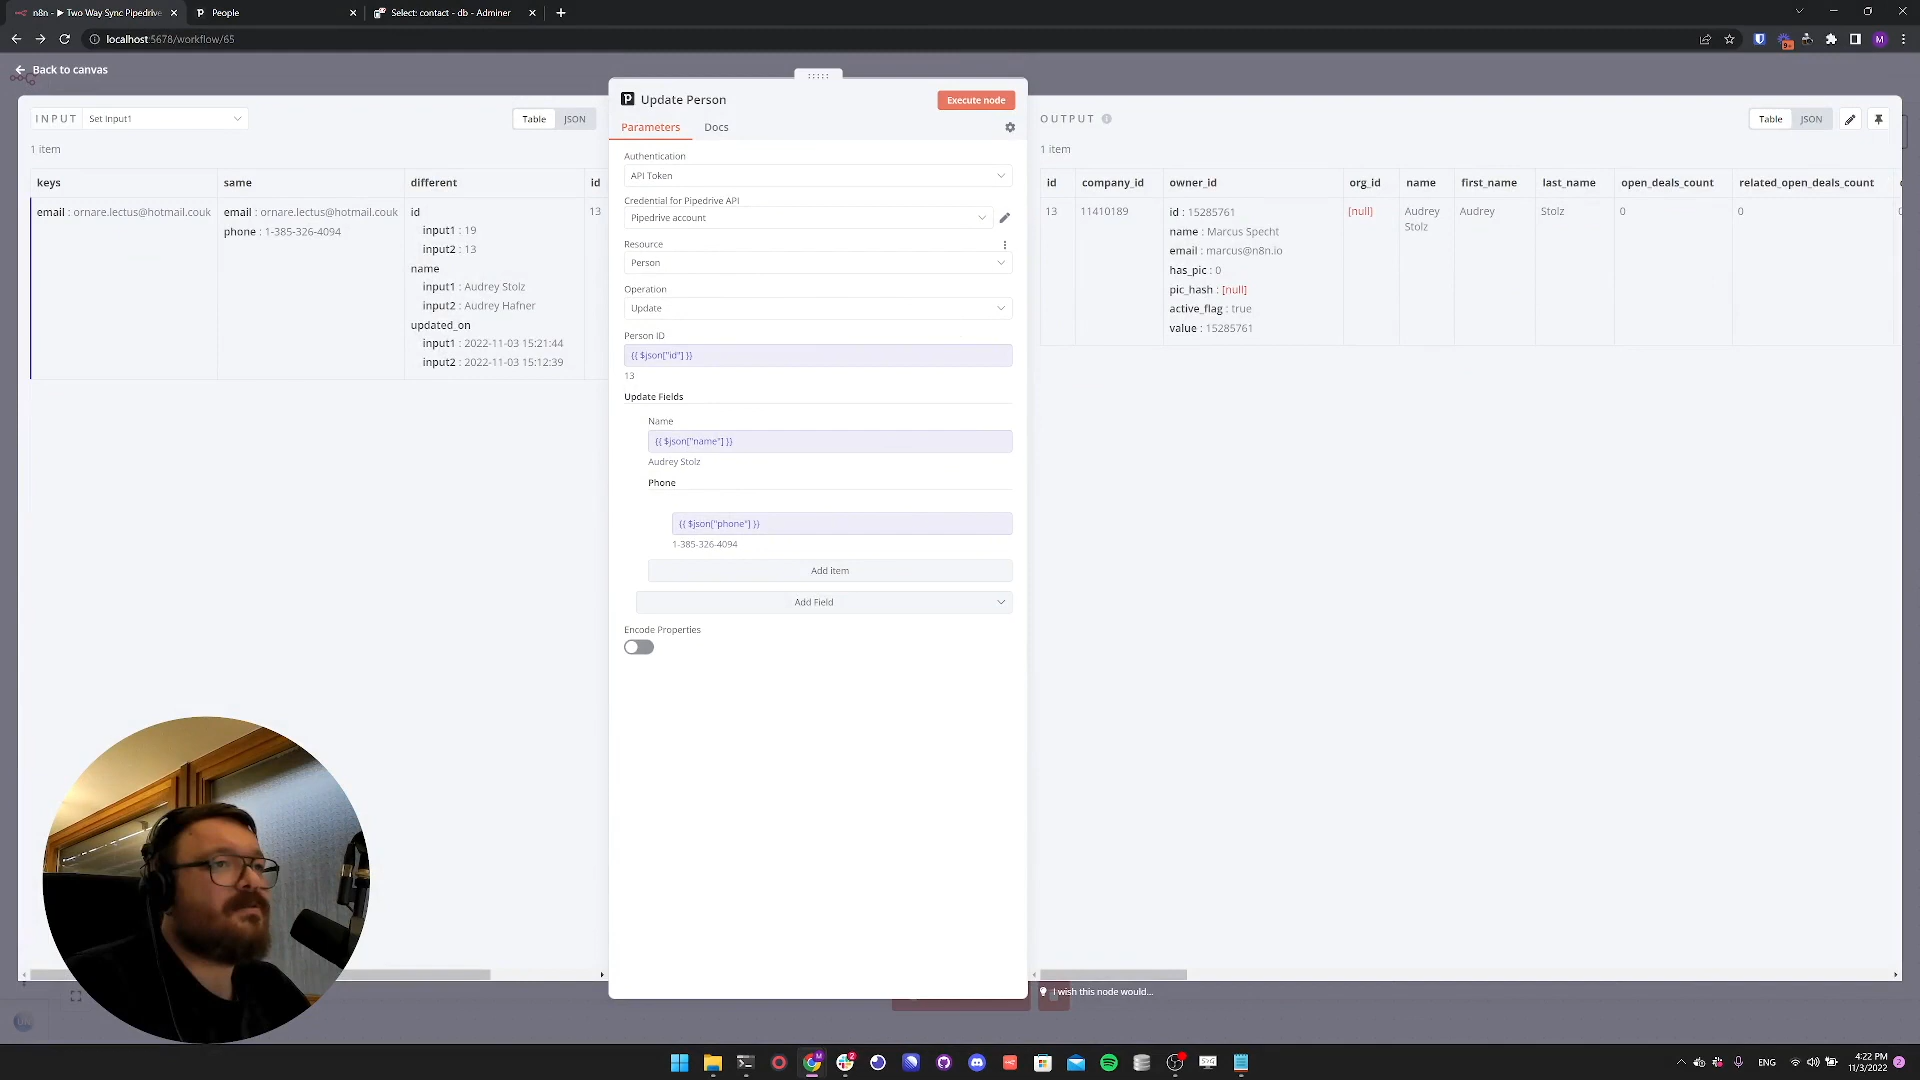 n8n - ▶ Two Way Sync Pipedrive
People
Select: contact - db - Adminer
localhost:5678/workflow/65
9+
M
Back to canvas
INPUT
Set Input1
Table
JSON
1 item
keys
same
different
id
email : ornare.lectus@hotmail.couk
email : ornare.lectus@hotmail.couk
phone : 1-385-326-4094
id
input1 : 19
input2 : 13
name
input1 : Audrey Stolz
input2 : Audrey Hafner
updated_on
input1 : 2022-11-03 15:21:44
input2 : 2022-11-03 15:12:39
13
Update Person
Execute node
Parameters
Docs
Authentication
API Token
Credential for Pipedrive API
Pipedrive account
Resource
Person
Operation
Update
Person ID
{{ $json["id"] }}
13
Update Fields
Name
{{ $json["name"] }}
Audrey Stolz
Phone
{{ $json["phone"] }}
1-385-326-4094
Add item
Add Field
Encode Properties
OUTPUT
Table
JSON
1 item
id
company_id
owner_id
org_id
name
first_name
last_name
open_deals_count
related_open_deals_count
13
11410189
id : 15285761
name : Marcus Specht
email : marcus@n8n.io
has_pic : 0
pic_hash : [null]
active_flag : true
value : 15285761
[null]
Audrey
Stolz
Audrey
Stolz
0
0
I wish this node would...
ENG
4:22 PM
11/3/2022
2